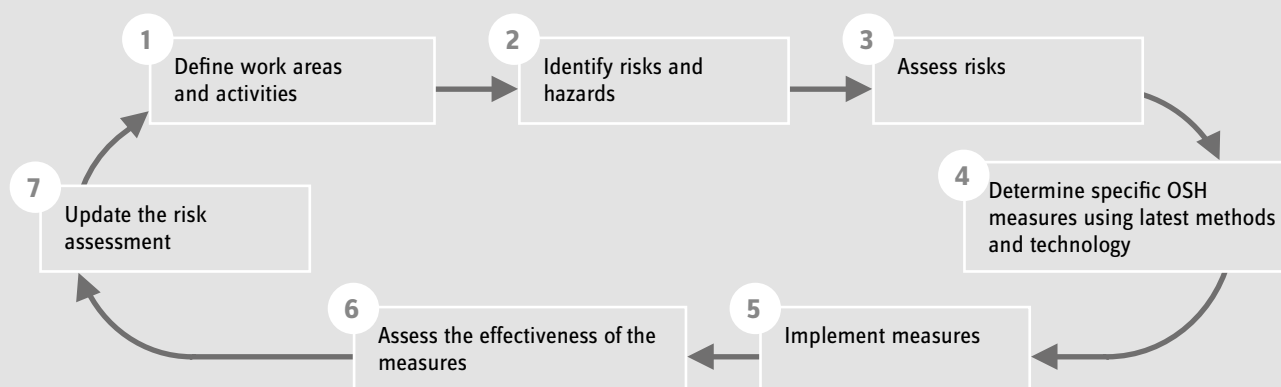 1
Define work areas
and activities
2
Identify risks and
hazards
3
Assess risks
4
Determine specific OSH
measures using latest methods
and technology
5
Implement measures
6
Assess the effectiveness of the
measures
7
Update the risk
assessment